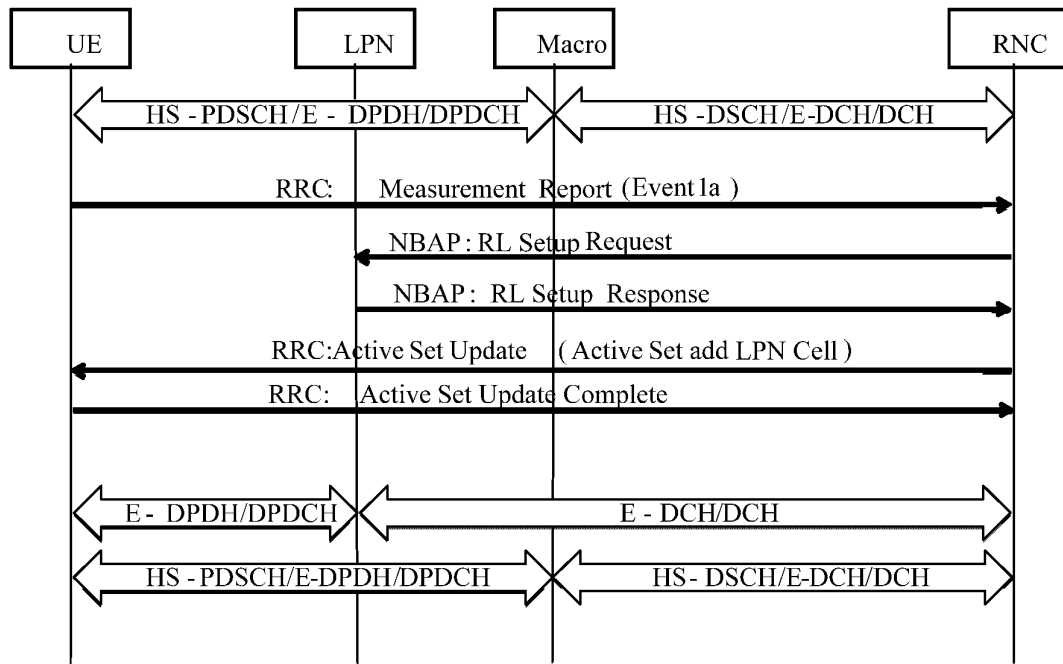 UE LPN Macro RNC
HS - PDSCH / E - DPDH/DPDCH HS - DSCH / E-DCH/DCH
RRC: Measurement Report (Event1a )
NBAP : RL Setup Request
NBAP : RL Setup Response
RRC:Active Set Update ( Active Set add LPN Cell )
RRC: Active Set Update Complete
E - DPDH/DPDCH E - DCH/DCH
HS - PDSCH/E-DPDH/DPDCH HS- DSCH/E-DCH/DCH